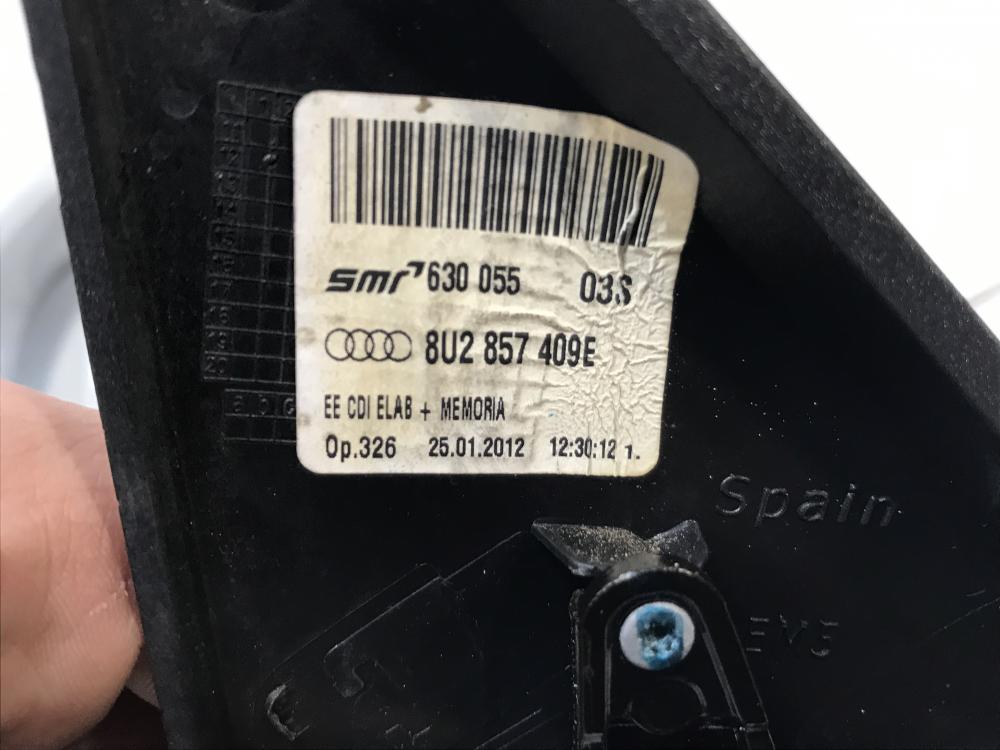 smr 630 055 03S
8U2 857 409E
EE CDI ELAB + MEMORIA
Op.326 25.01.2012 12:30:12 1.
Spain